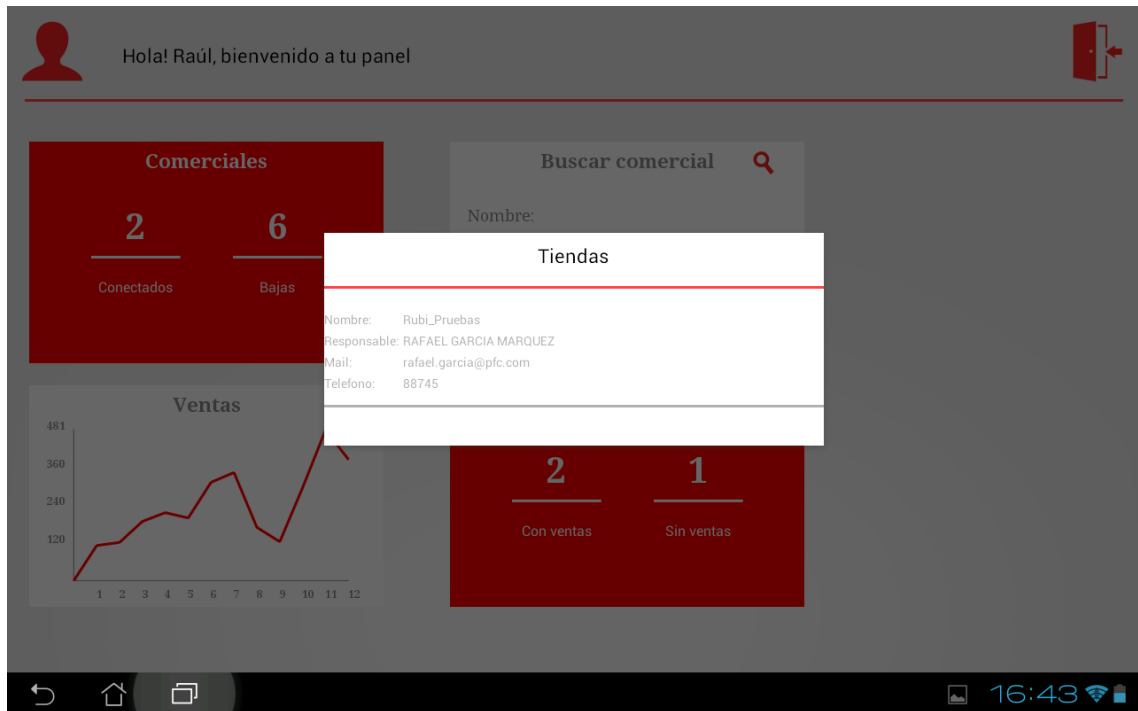 Hola! Raúl, bienvenido a tu panel
Comerciales
2 6
Conectados Bajas
Buscar comercial
Nombre:
Tiendas
Nombre: Rubi_Pruebas
Responsable: RAFAEL GARCIA MARQUEZ
Mail: rafael.garcia@pfc.com
Telefono: 88745
Ventas
481
360
240
120
1 2 3 4 5 6 7 8 9 10 11 12
2 1
Con ventas Sin ventas
16:43